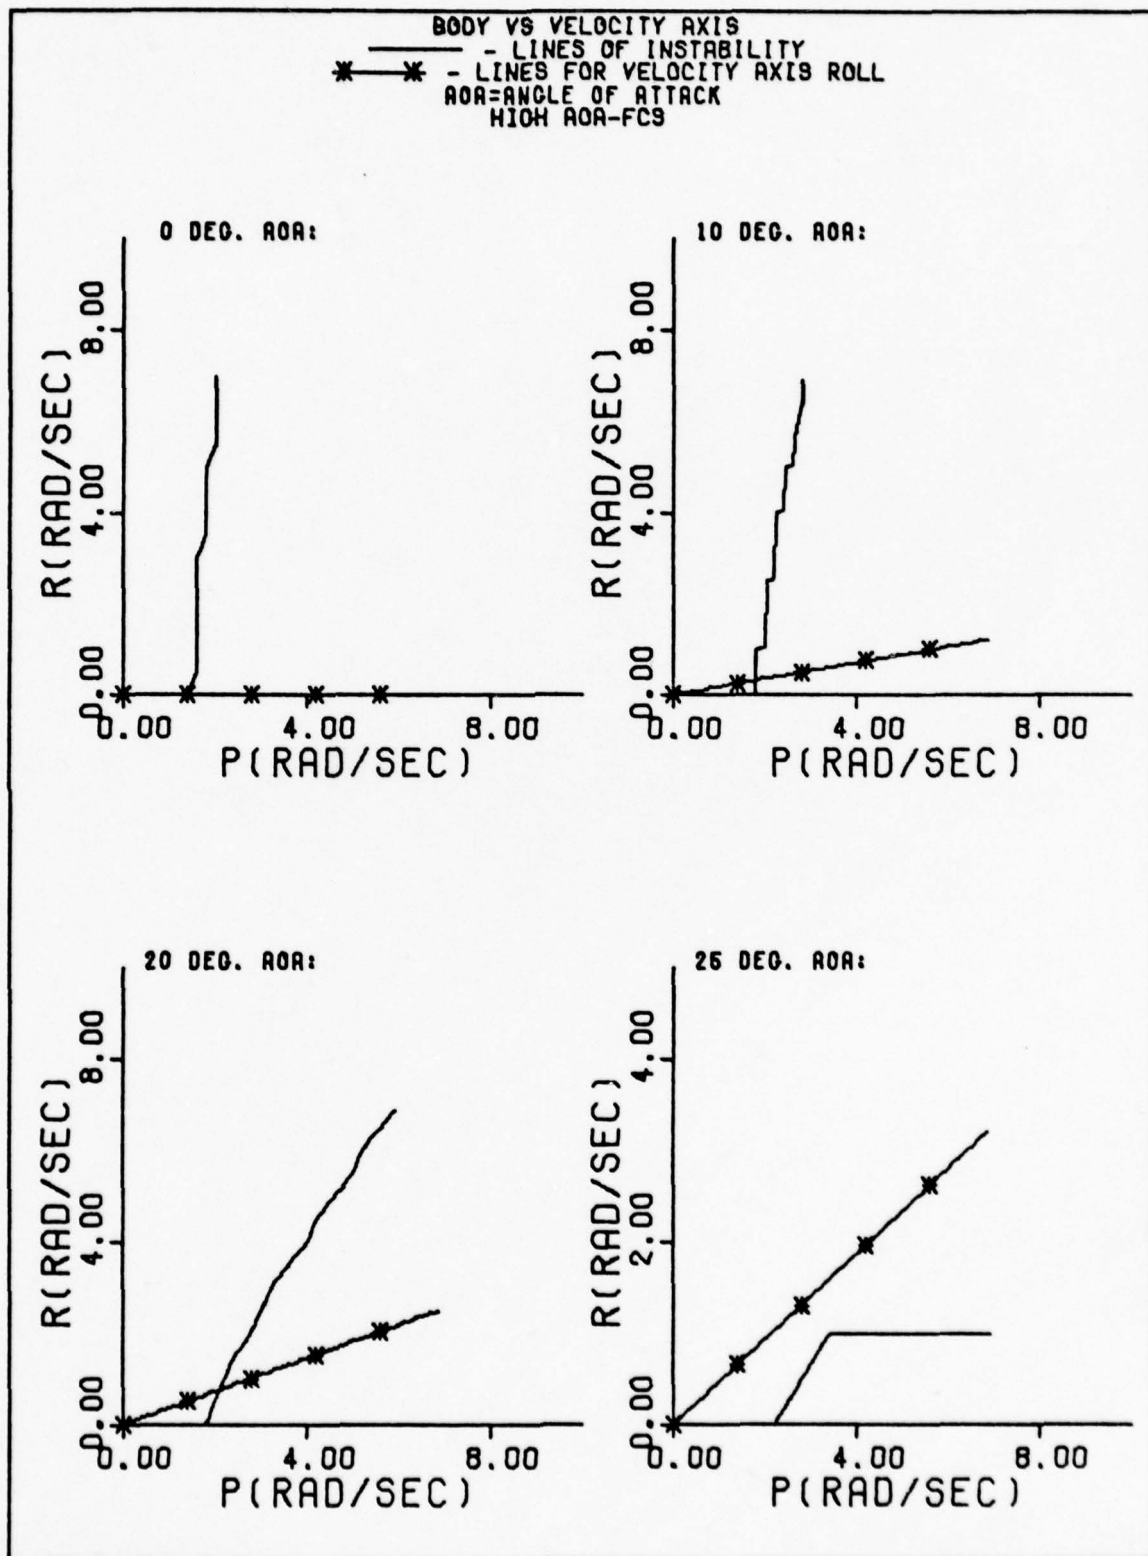 BODY VS VELOCITY AXIS
- LINES OF INSTABILITY
- LINES FOR VELOCITY AXIS ROLL
AOA=ANGLE OF ATTACK
HIGH AOA-FCS
0 DEG. AOA:
R(RAD/SEC)
8.00
4.00
0.00
0.00 4.00 8.00
P(RAD/SEC)
10 DEG. AOA:
R(RAD/SEC)
8.00
4.00
0.00
0.00 4.00 8.00
P(RAD/SEC)
20 DEG. AOA:
R(RAD/SEC)
8.00
4.00
0.00
0.00 4.00 8.00
P(RAD/SEC)
25 DEG. AOA:
R(RAD/SEC)
4.00
2.00
0.00
0.00 4.00 8.00
P(RAD/SEC)